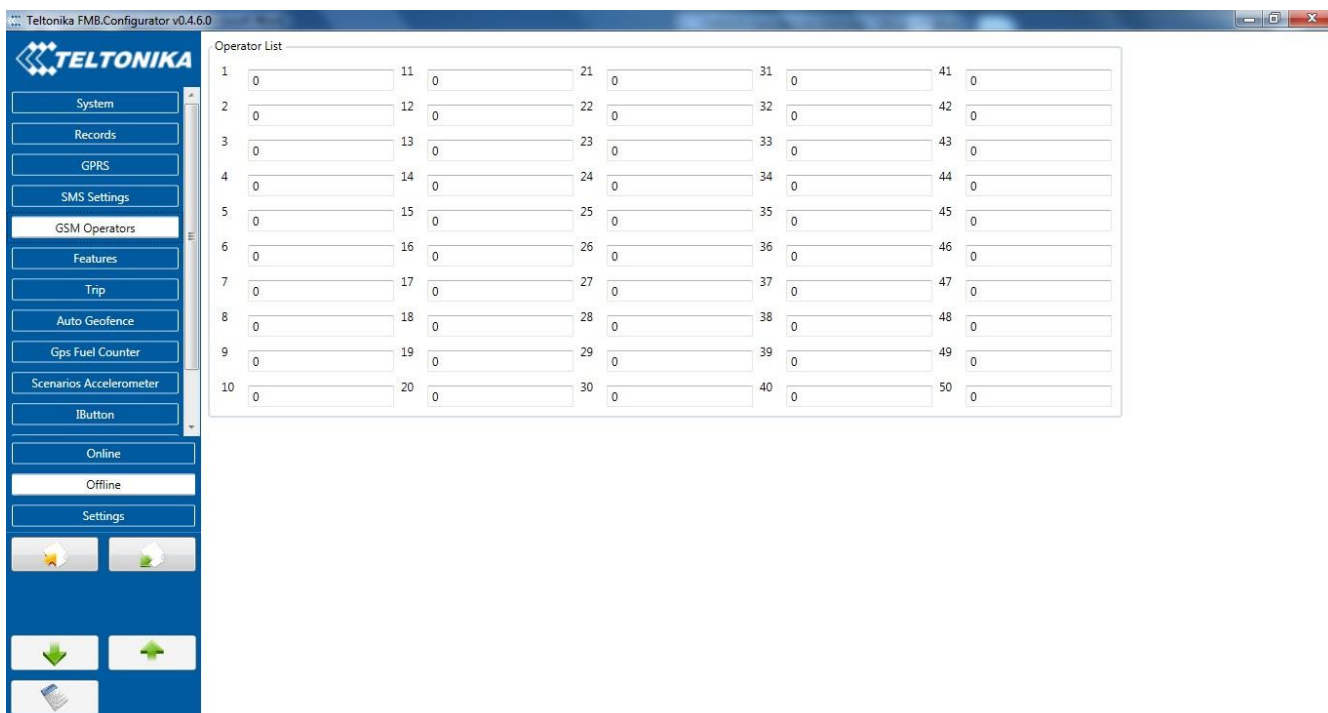 Teltonika FMB.Configurator v0.4.6.0
TELTONIKA
System
Records
GPRS
SMS Settings
GSM Operators
Features
Trip
Auto Geofence
Gps Fuel Counter
Scenarios Accelerometer
IButton
Online
Offline
Settings
Operator List
1 0 11 0 21 0 31 0 41 0
2 0 12 0 22 0 32 0 42 0
3 0 13 0 23 0 33 0 43 0
4 0 14 0 24 0 34 0 44 0
5 0 15 0 25 0 35 0 45 0
6 0 16 0 26 0 36 0 46 0
7 0 17 0 27 0 37 0 47 0
8 0 18 0 28 0 38 0 48 0
9 0 19 0 29 0 39 0 49 0
10 0 20 0 30 0 40 0 50 0